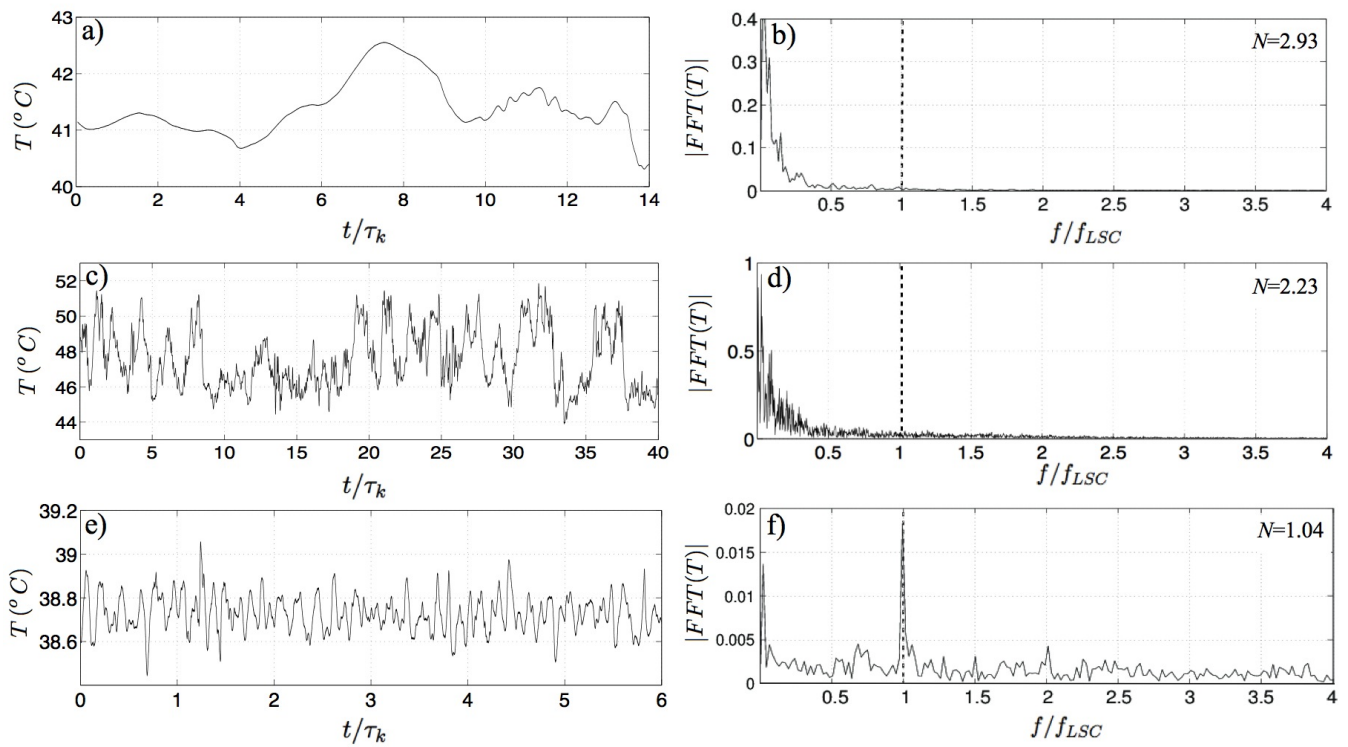 a)
43
42
41
40
T (° C)
0 2 4 6 8 10 12 14
t/τk
b)
N=2.93
0.4
0.3
0.2
0.1
0
|FFT(T)|
0.5 1 1.5 2 2.5 3 3.5 4
f/fLSC
c)
52
50
48
46
44
T (° C)
0 5 10 15 20 25 30 35 40
t/τk
d)
N=2.23
1
0.5
0
|FFT(T)|
0.5 1 1.5 2 2.5 3 3.5 4
f/fLSC
e)
39.2
39
38.8
38.6
T (° C)
0 1 2 3 4 5 6
t/τk
f)
N=1.04
0.02
0.015
0.01
0.005
0
|FFT(T)|
0.5 1 1.5 2 2.5 3 3.5 4
f/fLSC